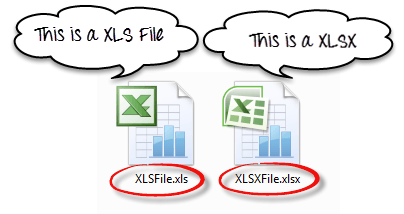 This is a XLS File
This is a XLSX
XLSFile.xls
XLSXFile.xlsx